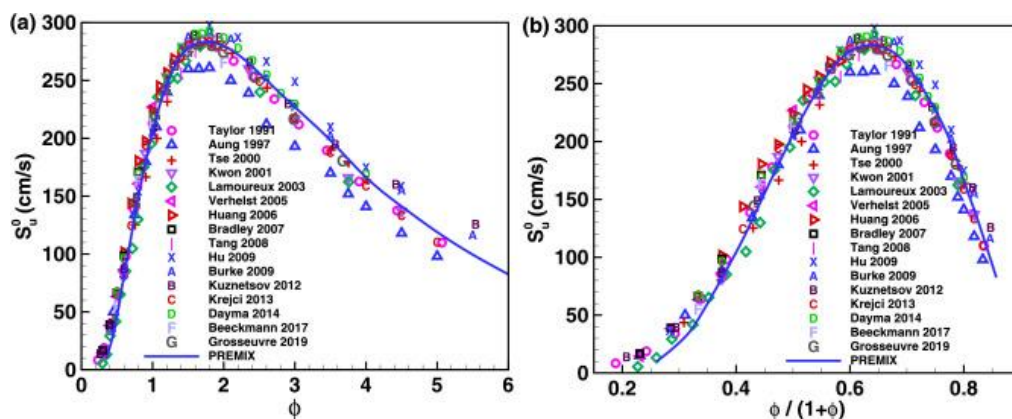 (a)
300
250
200
150
100
50
0
S_u^0 (cm/s)
Taylor 1991
Aung 1997
Tse 2000
Kwon 2001
Lamoureux 2003
Verhelst 2005
Huang 2006
Bradley 2007
Tang 2008
X Hu 2009
A Burke 2009
B Kuznetsov 2012
C Krejci 2013
D Dayma 2014
F Beeckmann 2017
G Grosseuvre 2019
PREMIX
0 1 2 3 4 5 6
ϕ
(b)
300
250
200
150
100
50
0
S_u^0 (cm/s)
Taylor 1991
Aung 1997
Tse 2000
Kwon 2001
Lamoureux 2003
Verhelst 2005
Huang 2006
Bradley 2007
Tang 2008
X Hu 2009
A Burke 2009
B Kuznetsov 2012
C Krejci 2013
D Dayma 2014
F Beeckmann 2017
G Grosseuvre 2019
PREMIX
0.2 0.4 0.6 0.8
ϕ / (1+ϕ)